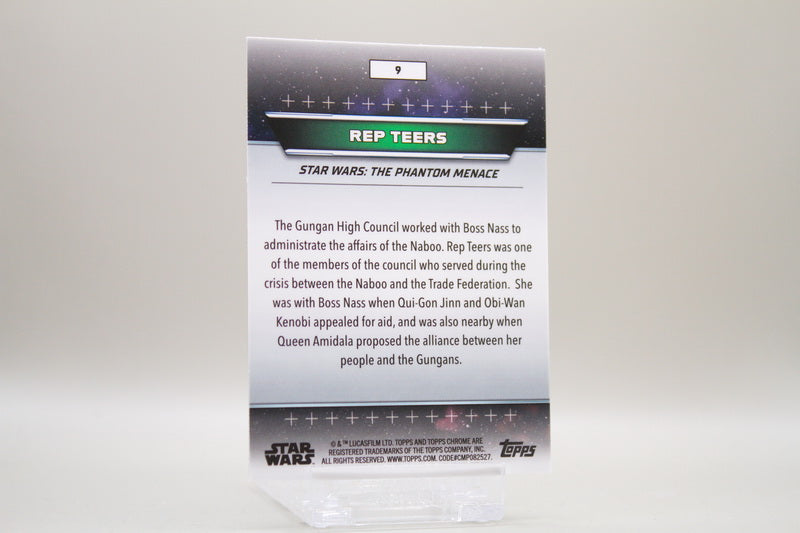 9
REP TEERS
STAR WARS: THE PHANTOM MENACE
The Gungan High Council worked with Boss Nass to
administrate the affairs of the Naboo. Rep Teers was one
of the members of the council who served during the
crisis between the Naboo and the Trade Federation. She
was with Boss Nass when Qui-Gon Jinn and Obi-Wan
Kenobi appealed for aid, and was also nearby when
Queen Amidala proposed the alliance between her
people and the Gungans.
STAR WARS
© & ™ LUCASFILM LTD. TOPPS AND TOPPS CHROME ARE
REGISTERED TRADEMARKS OF THE TOPPS COMPANY, INC.
ALL RIGHTS RESERVED. WWW.TOPPS.COM. CODE#CMP082527.
Topps